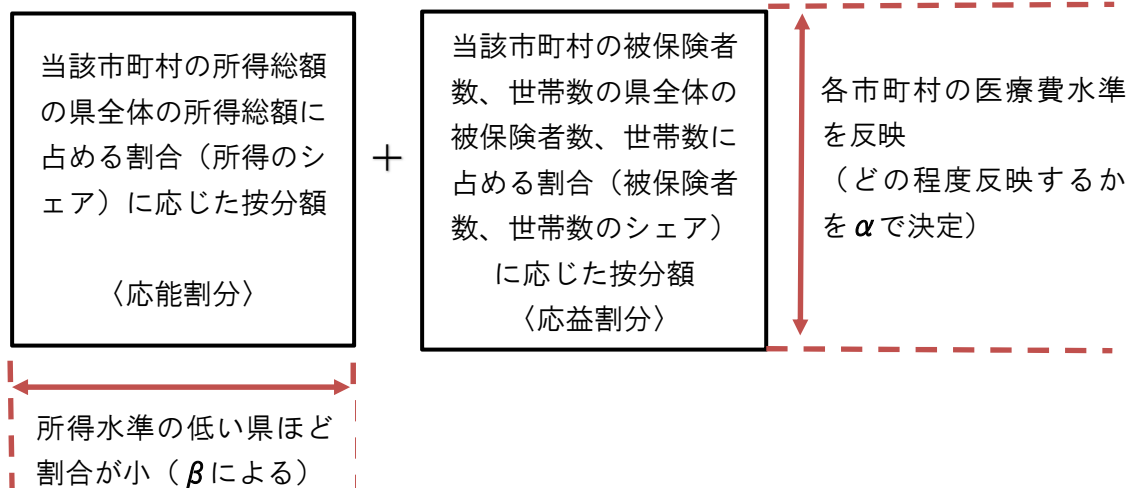 当該市町村の所得総額
の県全体の所得総額に
占める割合（所得のシ
ェア）に応じた按分額
〈応能割分〉
＋
当該市町村の被保険者
数、世帯数の県全体の
被保険者数、世帯数に
占める割合（被保険者
数、世帯数のシェア）
に応じた按分額
〈応益割分〉
各市町村の医療費水準
を反映
（どの程度反映するか
をαで決定）
所得水準の低い県ほど
割合が小（βによる）